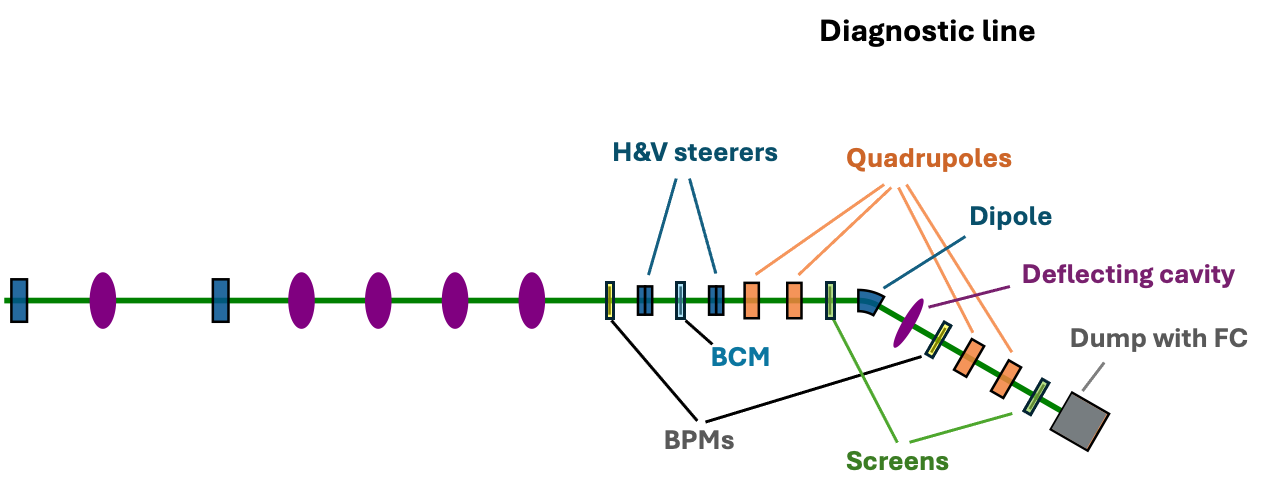 Diagnostic line
H&V steerers
Quadrupoles
Dipole
Deflecting cavity
Dump with FC
BCM
BPMs
Screens